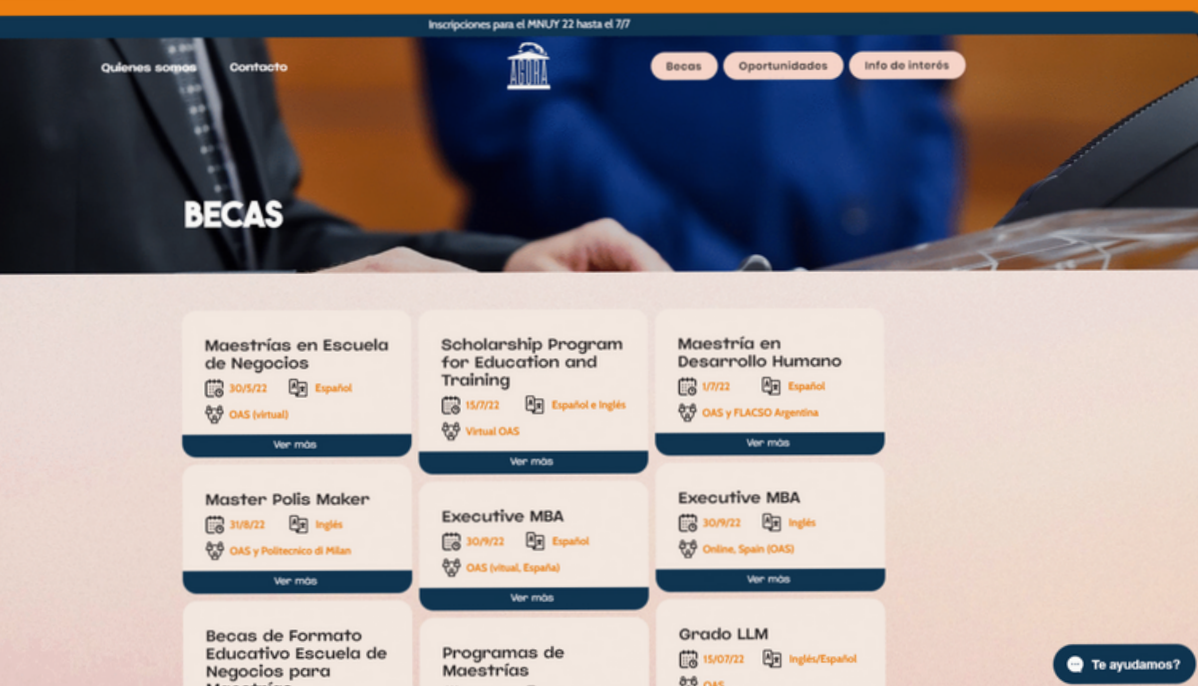 Inscripciones para el MNUY 22 hasta el 7/7
Quienes somos
Contacto
AGORA
Becas
Oportunidades
Info de interés
BECAS
Maestrías en Escuela
de Negocios
30/5/22
Español
OAS (virtual)
Ver más
Scholarship Program
for Education and
Training
15/7/22
Español e Inglés
Virtual OAS
Ver más
Maestría en
Desarrollo Humano
1/7/22
Español
OAS y FLACSO Argentina
Ver más
Master Polis Maker
31/8/22
Inglés
OAS y Politecnico di Milan
Ver más
Executive MBA
30/9/22
Español
OAS (vitual, España)
Ver más
Executive MBA
30/9/22
Inglés
Online, Spain (OAS)
Ver más
Becas de Formato
Educativo Escuela de
Negocios para
Maestrías
Programas de
Maestrías
Grado LLM
15/07/22
Inglés/Español
OAS
Te ayudamos?